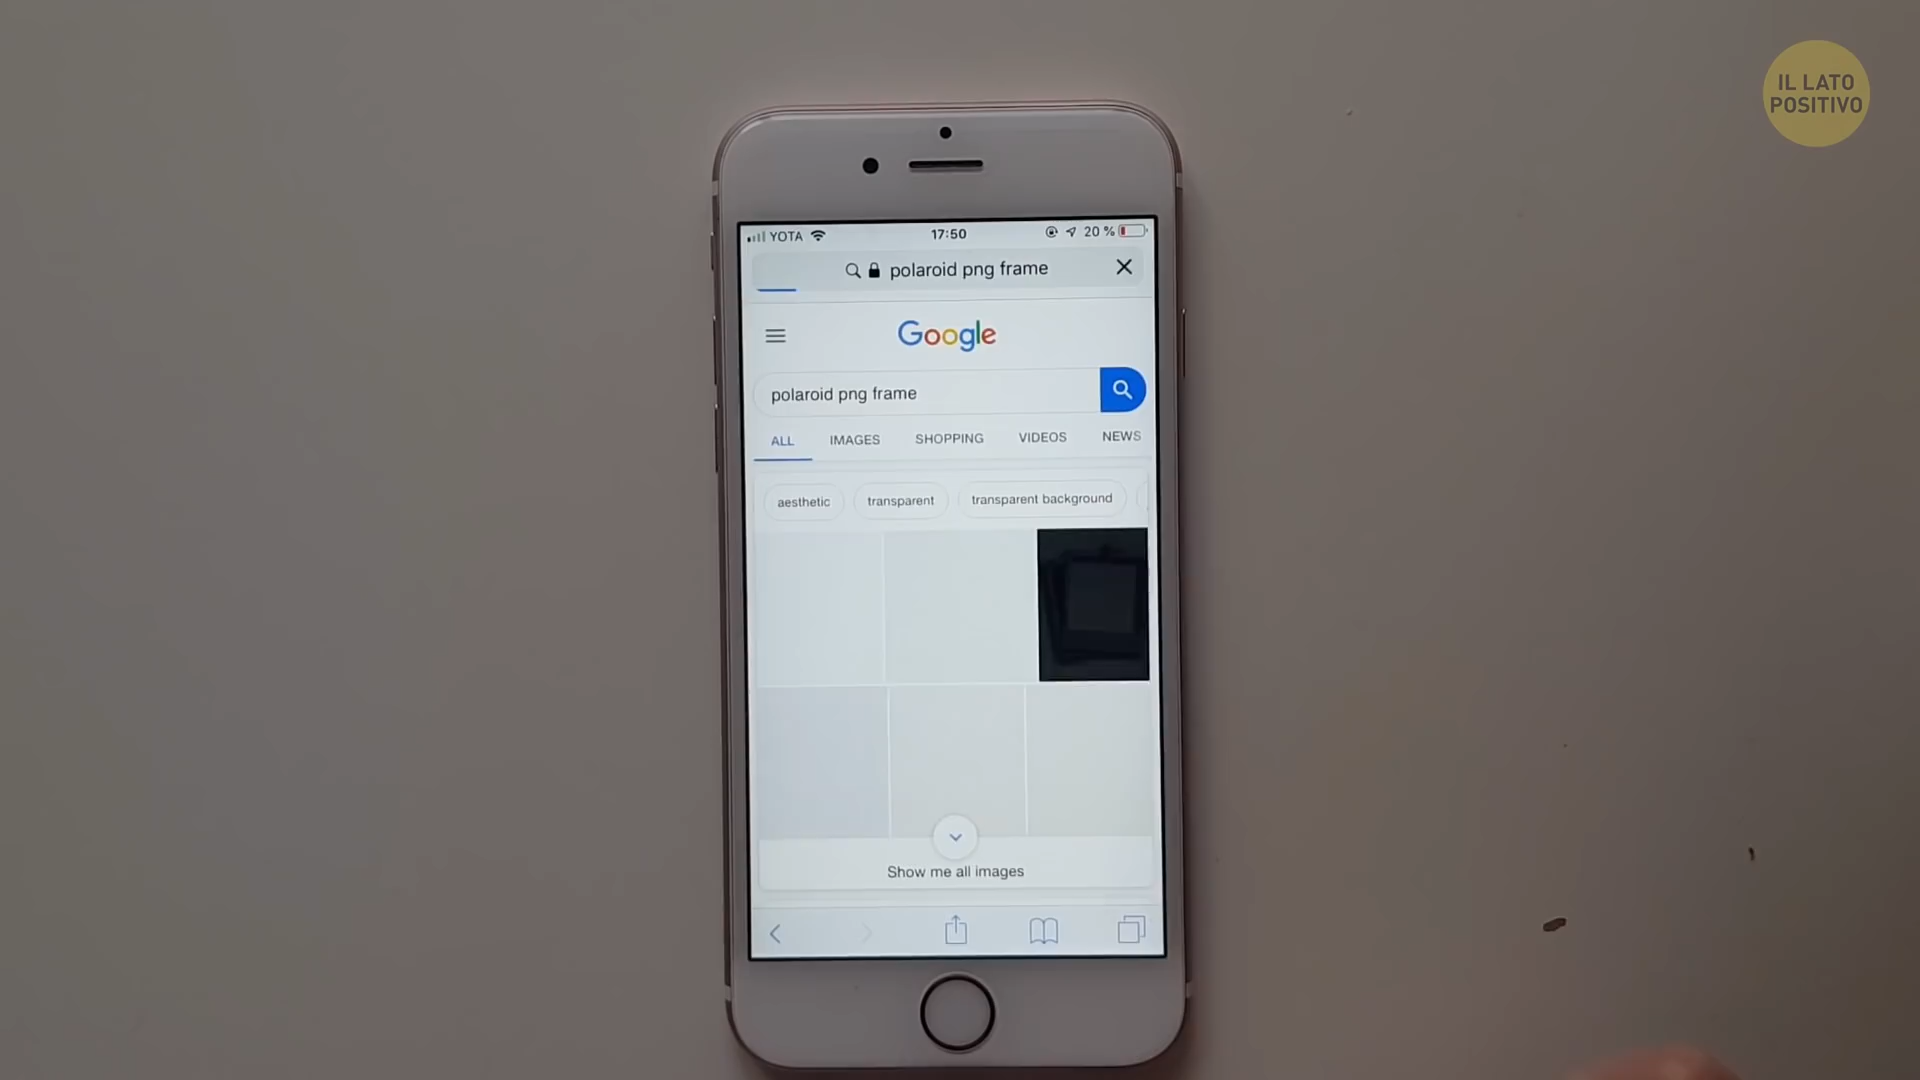 IL LATO
POSITIVO
YOTA
17:50
20 %
polaroid png frame
Google
polaroid png frame
ALL
IMAGES
SHOPPING
VIDEOS
NEWS
aesthetic
transparent
transparent background
Show me all images